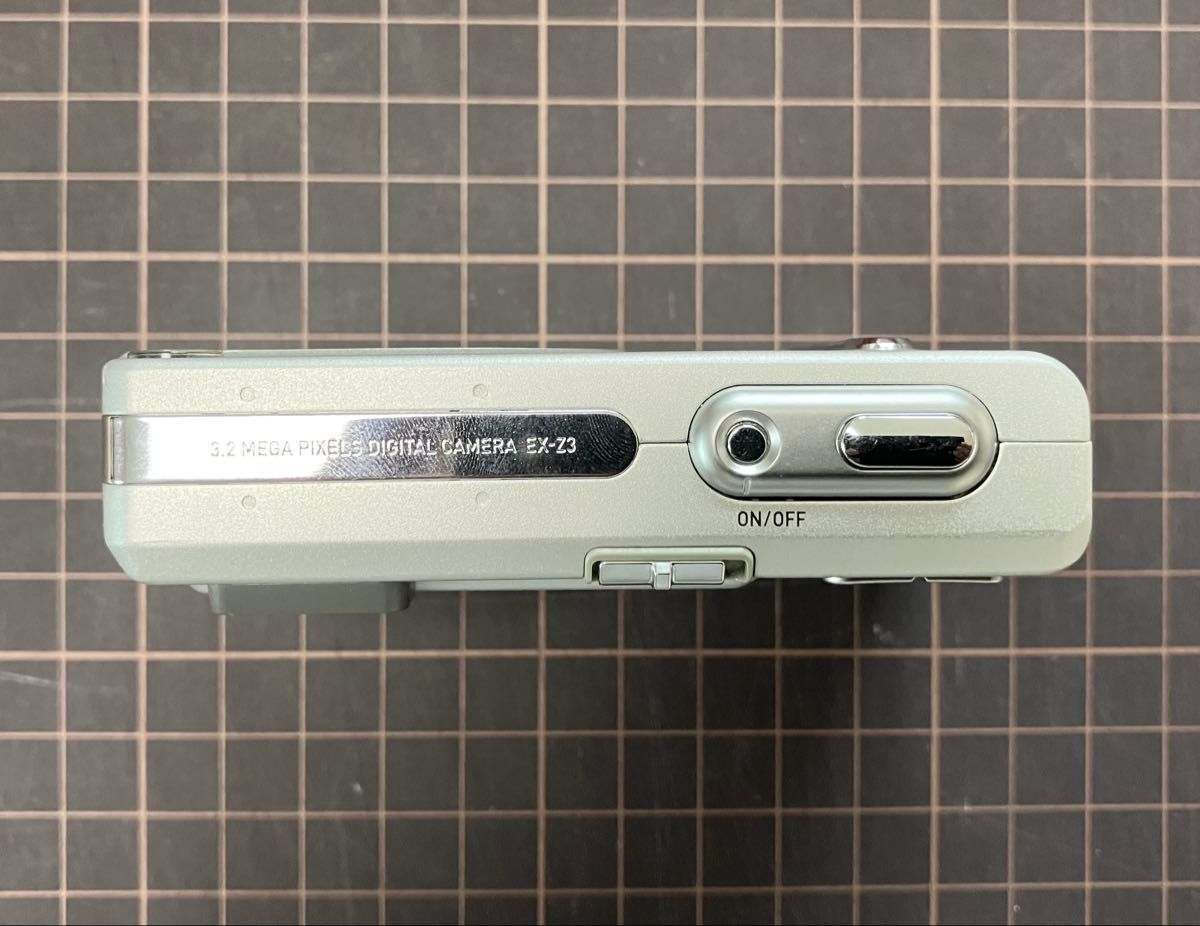 3.2 MEGA PIXELS DIGITAL CAMERA EX-Z3
ON/OFF